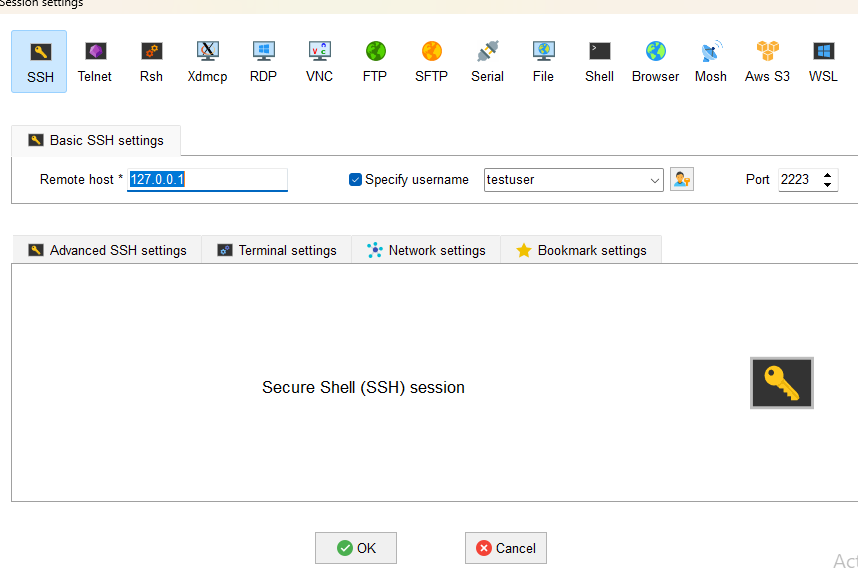 Session settings
SSH Telnet Rsh Xdmcp RDP VNC FTP SFTP Serial File Shell Browser Mosh Aws S3 WSL
Basic SSH settings
Remote host * 127.0.0.1 Specify username testuser Port 2223
Advanced SSH settings Terminal settings Network settings Bookmark settings
Secure Shell (SSH) session
OK Cancel